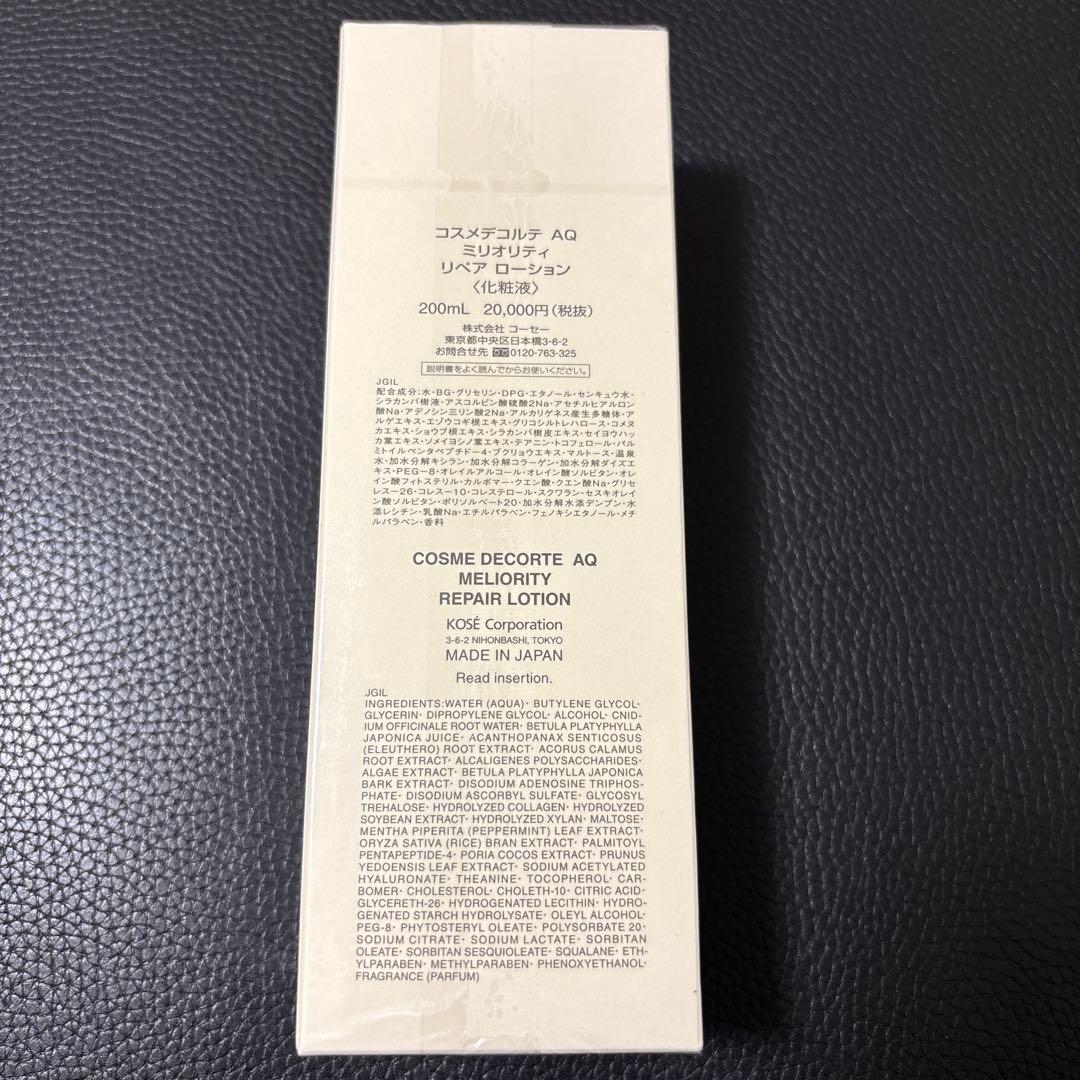 コスメデコルテ AQ
ミリオリティ
リペア ローション
〈化粧液〉
200mL 20,000円(税抜)
株式会社 コーセー
東京都中央区日本橋3-6-2
お問合せ先 0120-763-325
説明書をよく読んでからお使いください。
JGIL
配合成分:水・BG・グリセリン・DPG・エタノール・センキュウ水・
シラカンバ樹液・アスコルビン酸硫酸2Na・アセチルヒアルロン
酸Na・アデノシン三リン酸2Na・アルカリゲネス産生多糖体・ア
ルゲエキス・エゾウコギ根エキス・グリコシルトレハロース・コメヌ
カエキス・ショウブ根エキス・シラカンバ樹皮エキス・セイヨウハッ
カ葉エキス・ソメイヨシノ葉エキス・テアニン・トコフェロール・パル
ミトイルペンタペプチド-4・ブクリョウエキス・マルトース・温泉
水・加水分解キシラン・加水分解コラーゲン・加水分解ダイズエ
キス・PEG-8・オレイルアルコール・オレイン酸ソルビタン・オレ
イン酸フィトステリル・カルボマー・クエン酸・クエン酸Na・グリセ
レス-26・コレス-10・コレステロール・スクワラン・セスキオレイ
ン酸ソルビタン・ポリソルベート20・加水分解水添デンプン・水
添レシチン・乳酸Na・エチルパラベン・フェノキシエタノール・メチ
ルパラベン・香料
COSME DECORTE AQ
MELIORITY
REPAIR LOTION
KOSÉ Corporation
3-6-2 NIHONBASHI, TOKYO
MADE IN JAPAN
Read insertion.
JGIL
INGREDIENTS:WATER (AQUA)・BUTYLENE GLYCOL・
GLYCERIN・DIPROPYLENE GLYCOL・ALCOHOL・CNID-
IUM OFFICINALE ROOT WATER・BETULA PLATYPHYLLA
JAPONICA JUICE・ACANTHOPANAX SENTICOSUS
(ELEUTHERO) ROOT EXTRACT・ACORUS CALAMUS
ROOT EXTRACT・ALCALIGENES POLYSACCHARIDES・
ALGAE EXTRACT・BETULA PLATYPHYLLA JAPONICA
BARK EXTRACT・DISODIUM ADENOSINE TRIPHOS-
PHATE・DISODIUM ASCORBYL SULFATE・GLYCOSYL
TREHALOSE・HYDROLYZED COLLAGEN・HYDROLYZED
SOYBEAN EXTRACT・HYDROLYZED XYLAN・MALTOSE・
MENTHA PIPERITA (PEPPERMINT) LEAF EXTRACT・
ORYZA SATIVA (RICE) BRAN EXTRACT・PALMITOYL
PENTAPEPTIDE-4・PORIA COCOS EXTRACT・PRUNUS
YEDOENSIS LEAF EXTRACT・SODIUM ACETYLATED
HYALURONATE・THEANINE・TOCOPHEROL・CAR-
BOMER・CHOLESTEROL・CHOLETH-10・CITRIC ACID・
GLYCERETH-26・HYDROGENATED LECITHIN・HYDRO-
GENATED STARCH HYDROLYSATE・OLEYL ALCOHOL・
PEG-8・PHYTOSTERYL OLEATE・POLYSORBATE 20・
SODIUM CITRATE・SODIUM LACTATE・SORBITAN
OLEATE・SORBITAN SESQUIOLEATE・SQUALANE・ETH-
YLPARABEN・METHYLPARABEN・PHENOXYETHANOL・
FRAGRANCE (PARFUM)